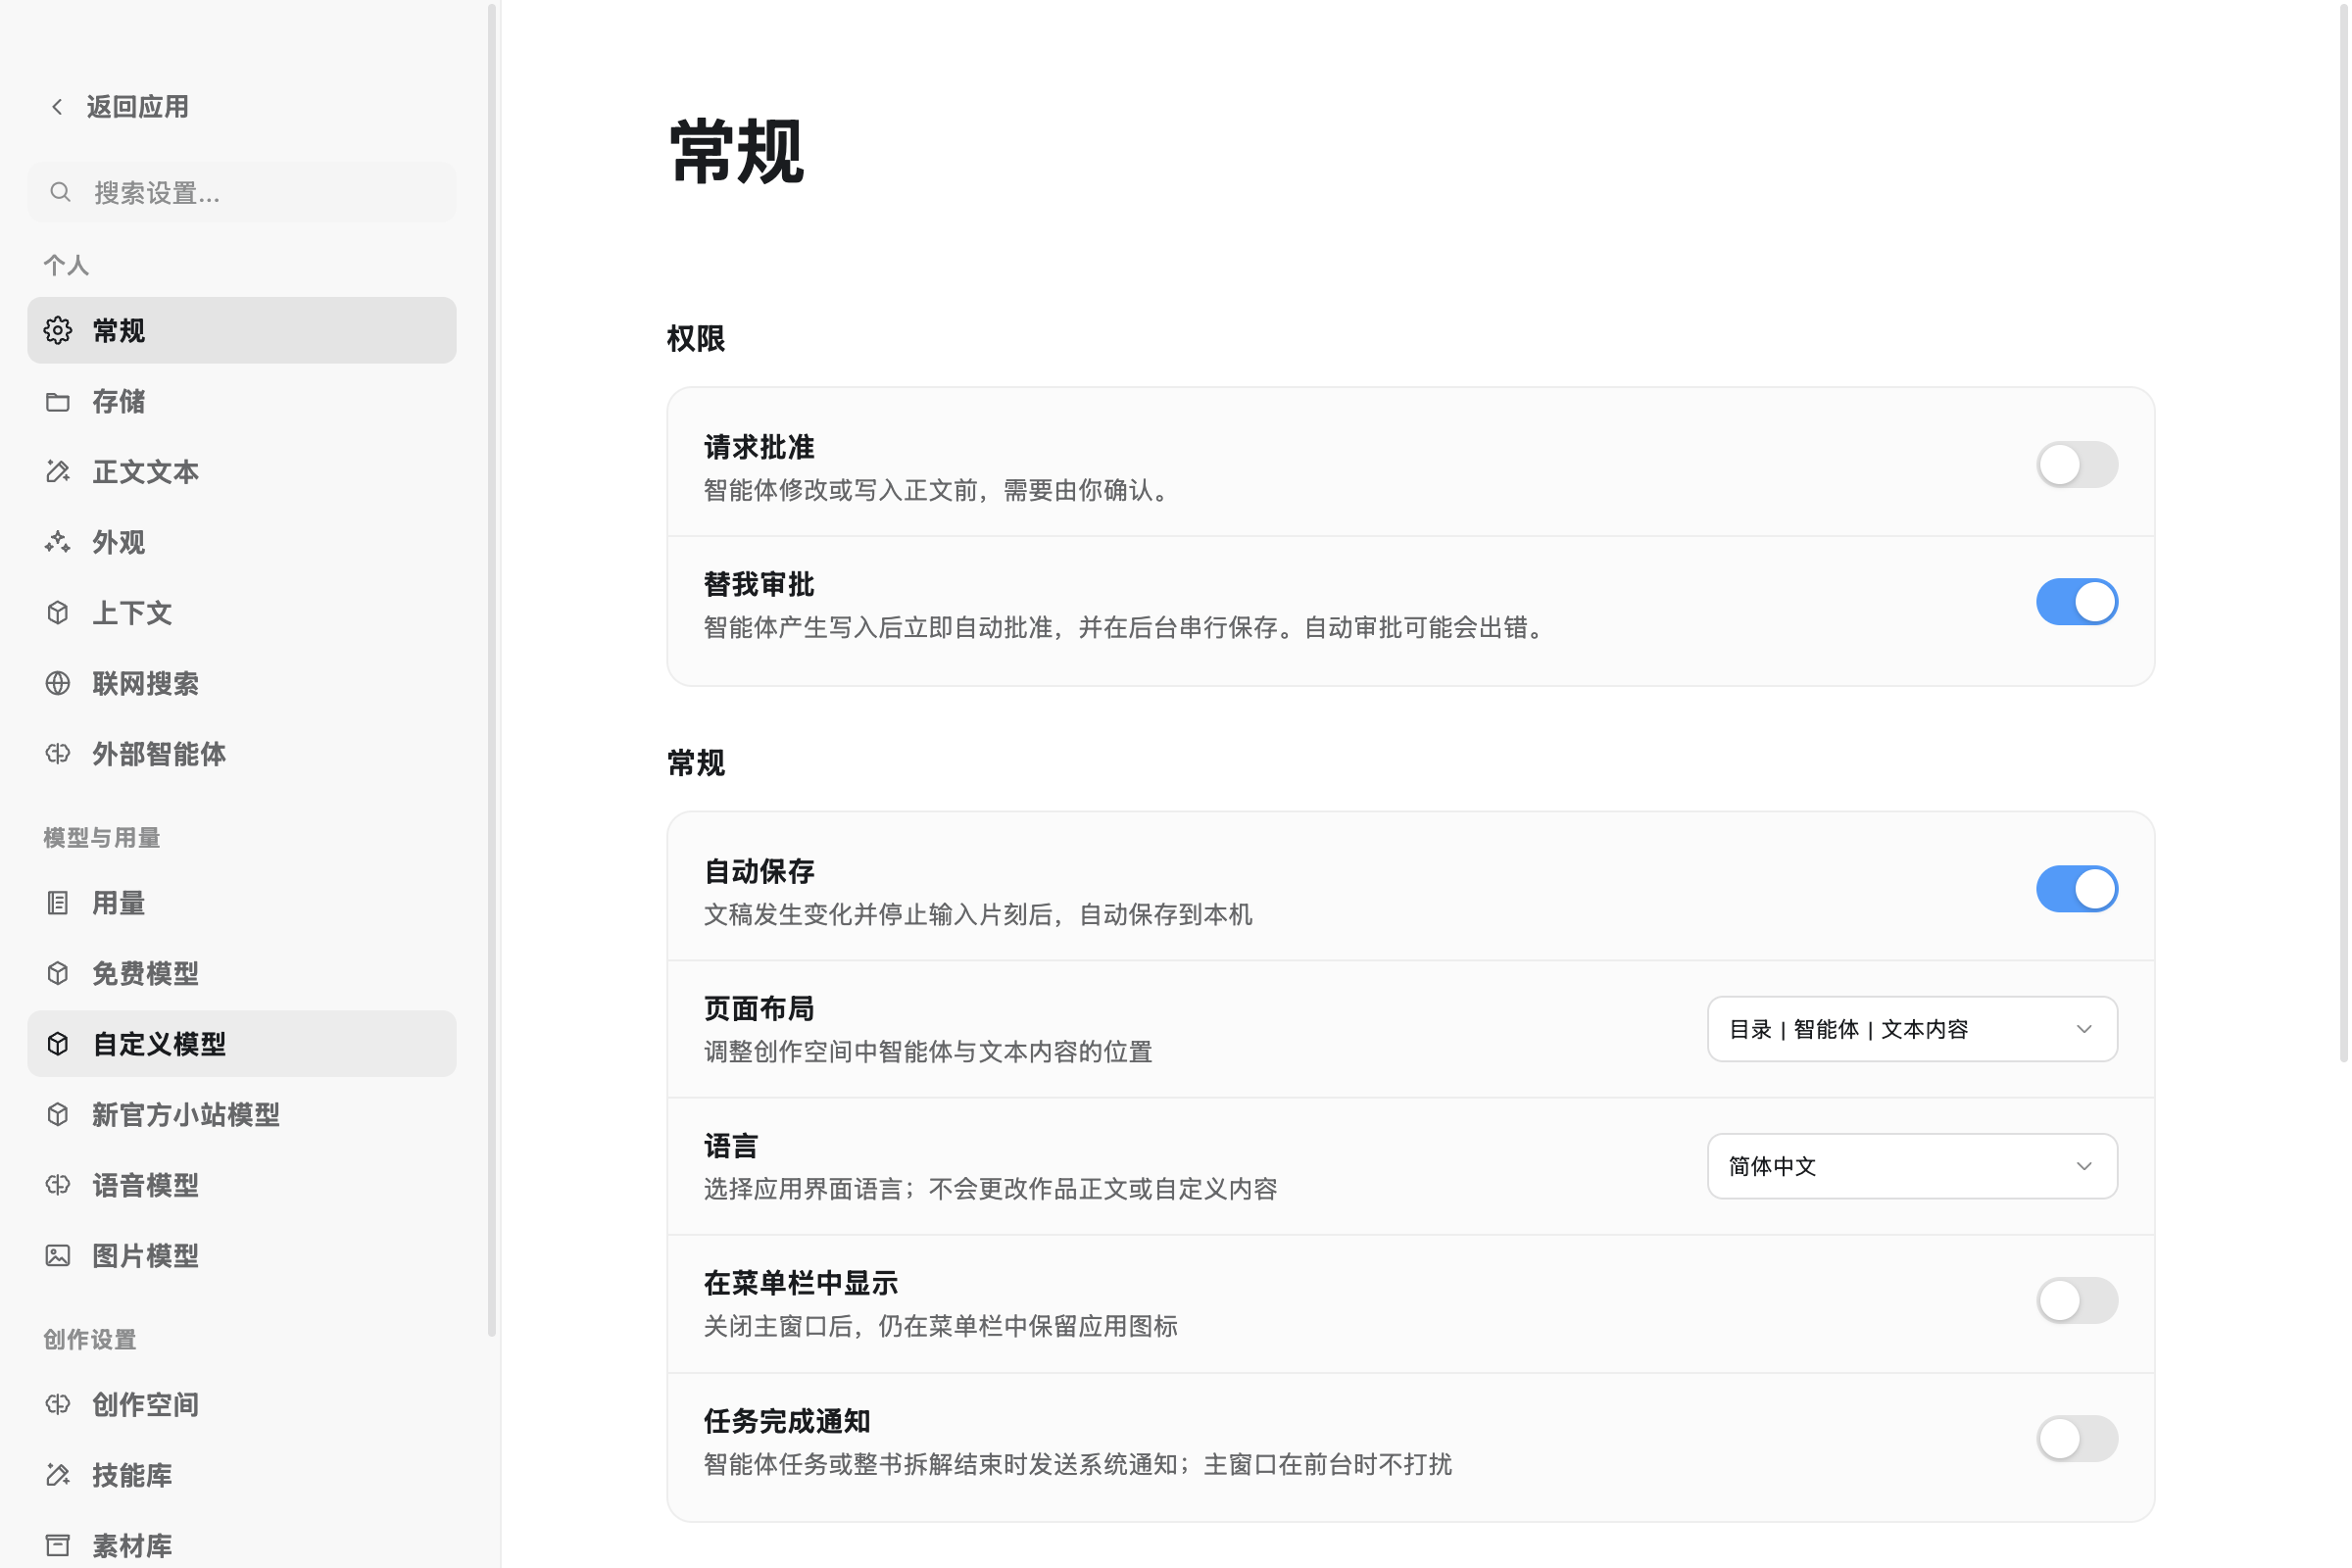 返回应用
搜索设置...
个人
常规
存储
正文文本
外观
上下文
联网搜索
外部智能体
模型与用量
用量
免费模型
自定义模型
新官方小站模型
语音模型
图片模型
创作设置
创作空间
技能库
素材库
常规
权限
请求批准
智能体修改或写入正文前，需要由你确认。
替我审批
智能体产生写入后立即自动批准，并在后台串行保存。自动审批可能会出错。
常规
自动保存
文稿发生变化并停止输入片刻后，自动保存到本机
页面布局
调整创作空间中智能体与文本内容的位置
目录 | 智能体 | 文本内容
语言
选择应用界面语言；不会更改作品正文或自定义内容
简体中文
在菜单栏中显示
关闭主窗口后，仍在菜单栏中保留应用图标
任务完成通知
智能体任务或整书拆解结束时发送系统通知；主窗口在前台时不打扰